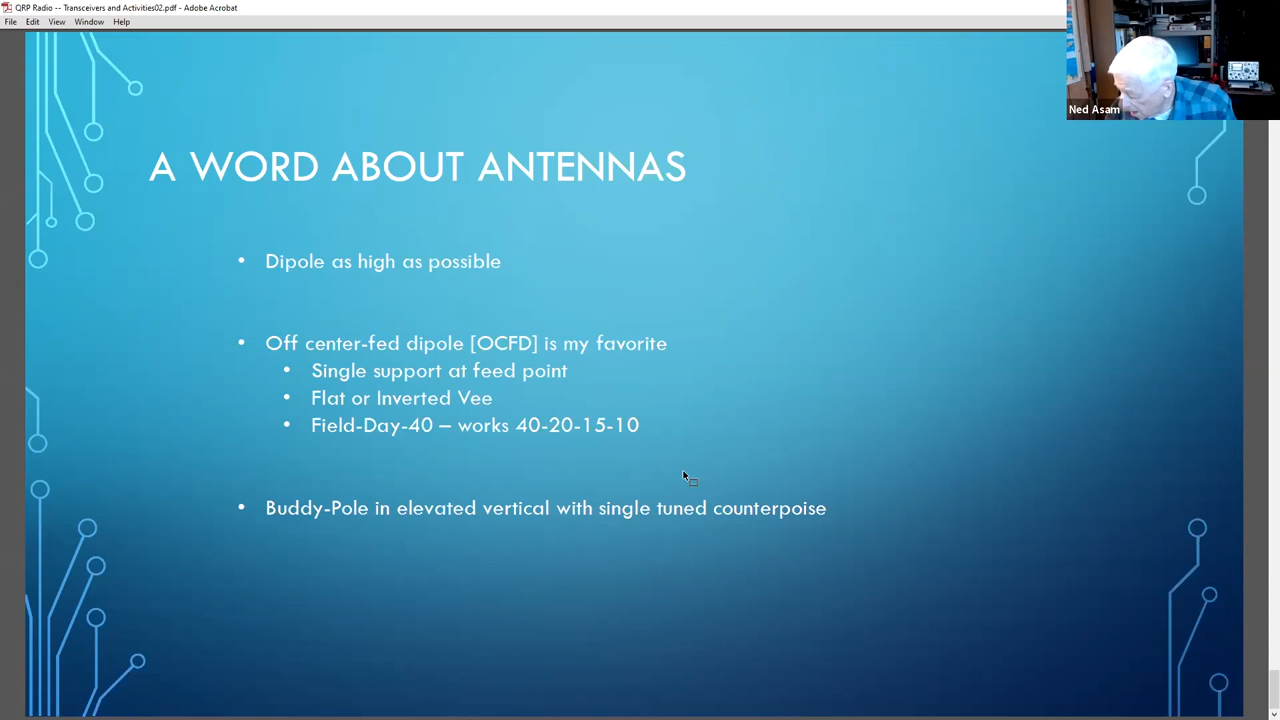 QRP Radio -- Transceivers and Activities02.pdf - Adobe Acrobat
File Edit View Window Help
Ned Asam
A WORD ABOUT ANTENNAS
• Dipole as high as possible
• Off center-fed dipole [OCFD] is my favorite
• Single support at feed point
• Flat or Inverted Vee
• Field-Day-40 – works 40-20-15-10
• Buddy-Pole in elevated vertical with single tuned counterpoise